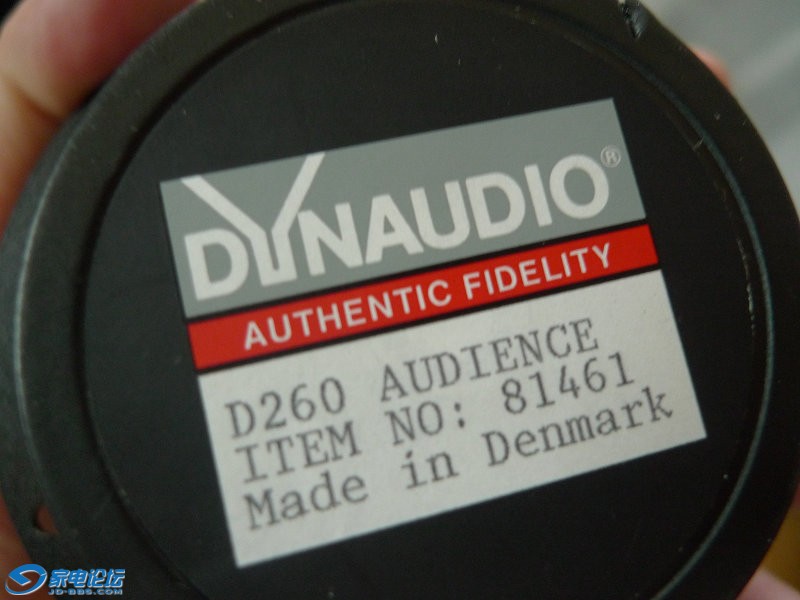 DYNAUDIO®
AUTHENTIC FIDELITY
D260 AUDIENCE
ITEM NO: 81461
Made in Denmark
家电论坛
JD-BBS.COM